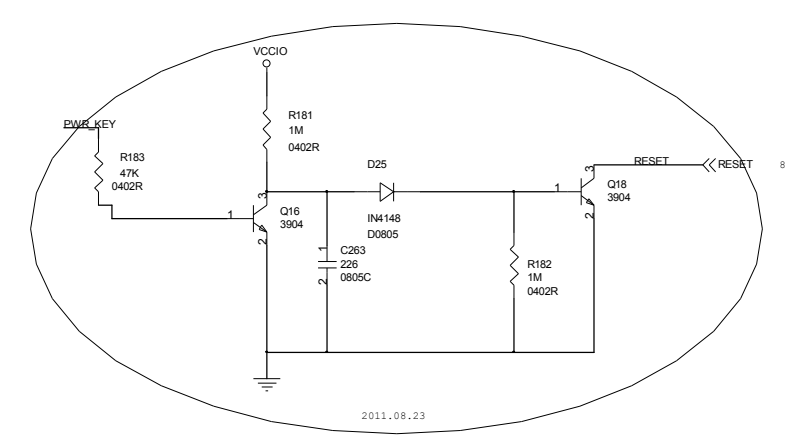 VCCIO
PWR_KEY
R181
1M
0402R
R183
47K
0402R
D25
RESET
RESET
8
3
1
Q18
3904
2
3
1
Q16
3904
2
IN4148
D0805
1
C263
226
0805C
2
R182
1M
0402R
2011.08.23